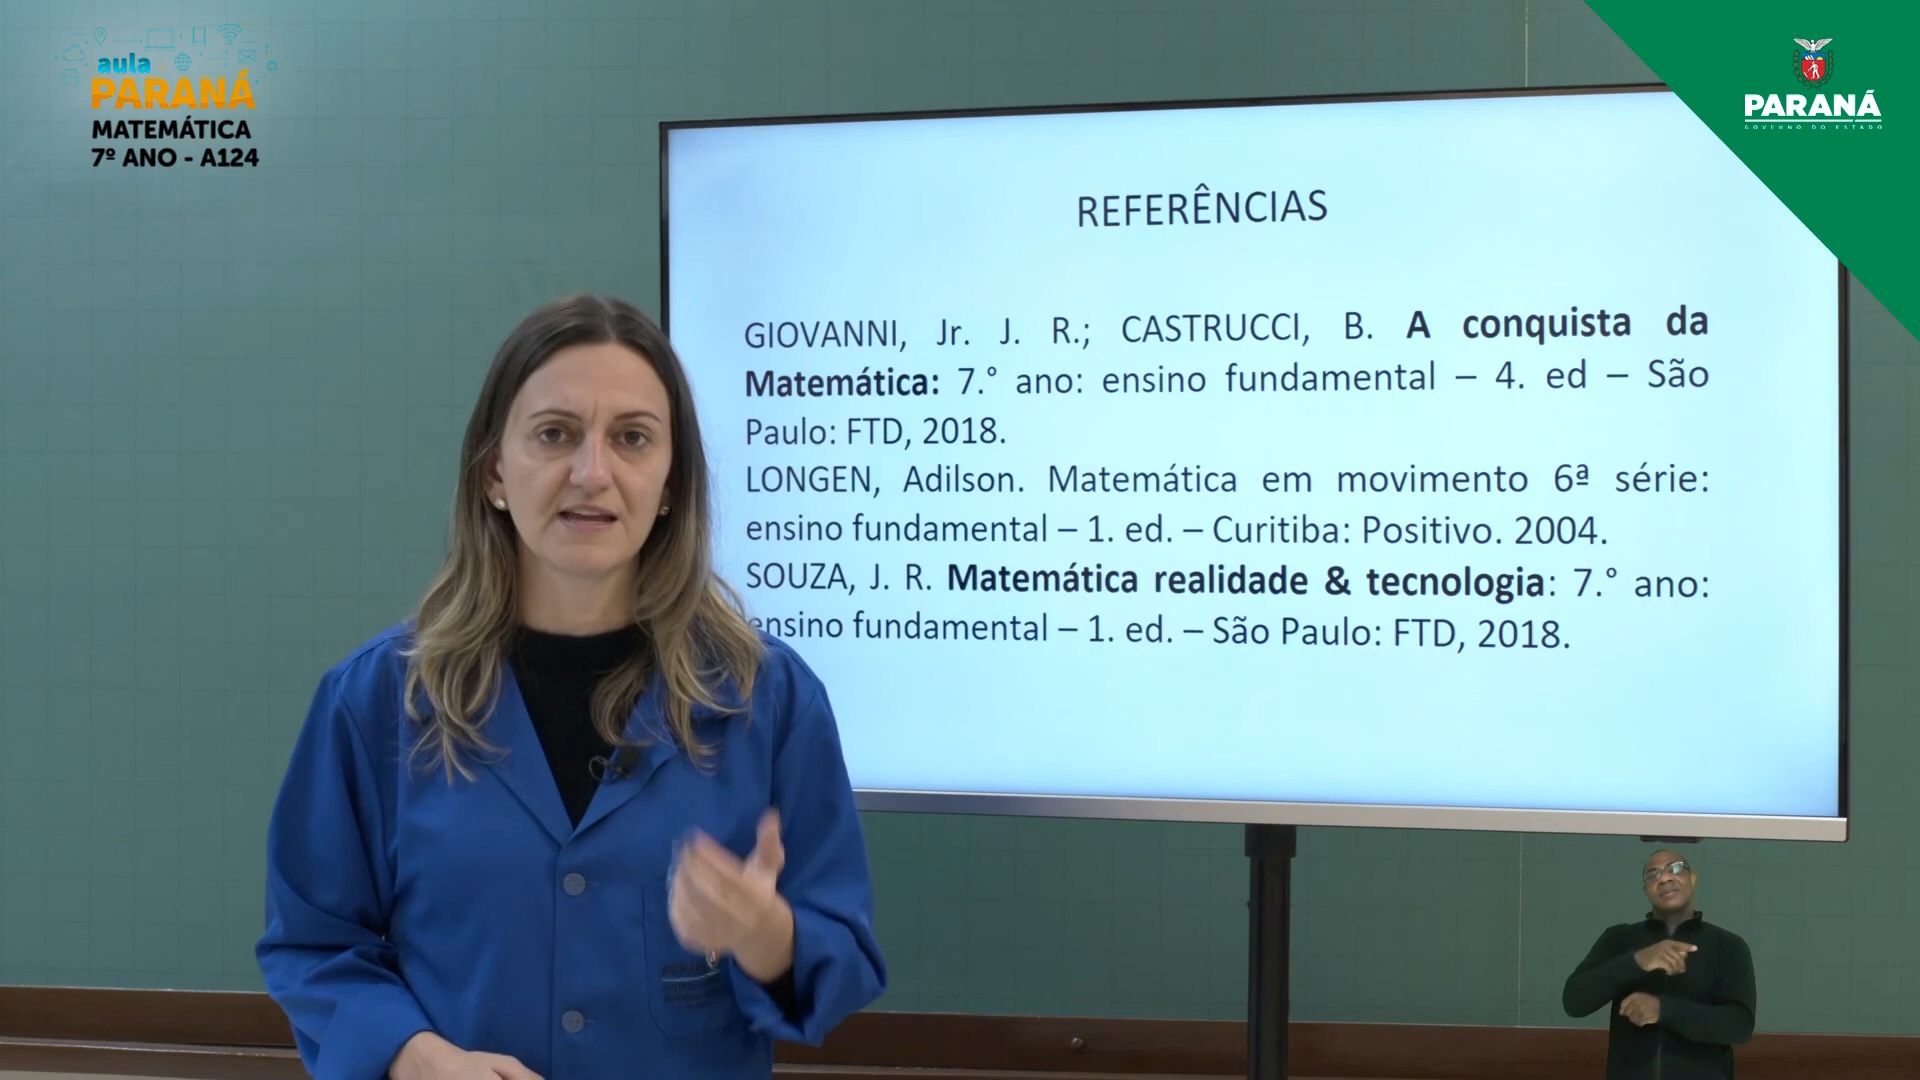 aula
PARANÁ
MATEMÁTICA
7º ANO - A124
PARANÁ
GOVERNO DO ESTADO
REFERÊNCIAS
GIOVANNI, Jr. J. R.; CASTRUCCI, B. A conquista da
Matemática: 7.° ano: ensino fundamental – 4. ed – São
Paulo: FTD, 2018.
LONGEN, Adilson. Matemática em movimento 6ª série:
ensino fundamental – 1. ed. – Curitiba: Positivo. 2004.
SOUZA, J. R. Matemática realidade & tecnologia: 7.° ano:
ensino fundamental – 1. ed. – São Paulo: FTD, 2018.